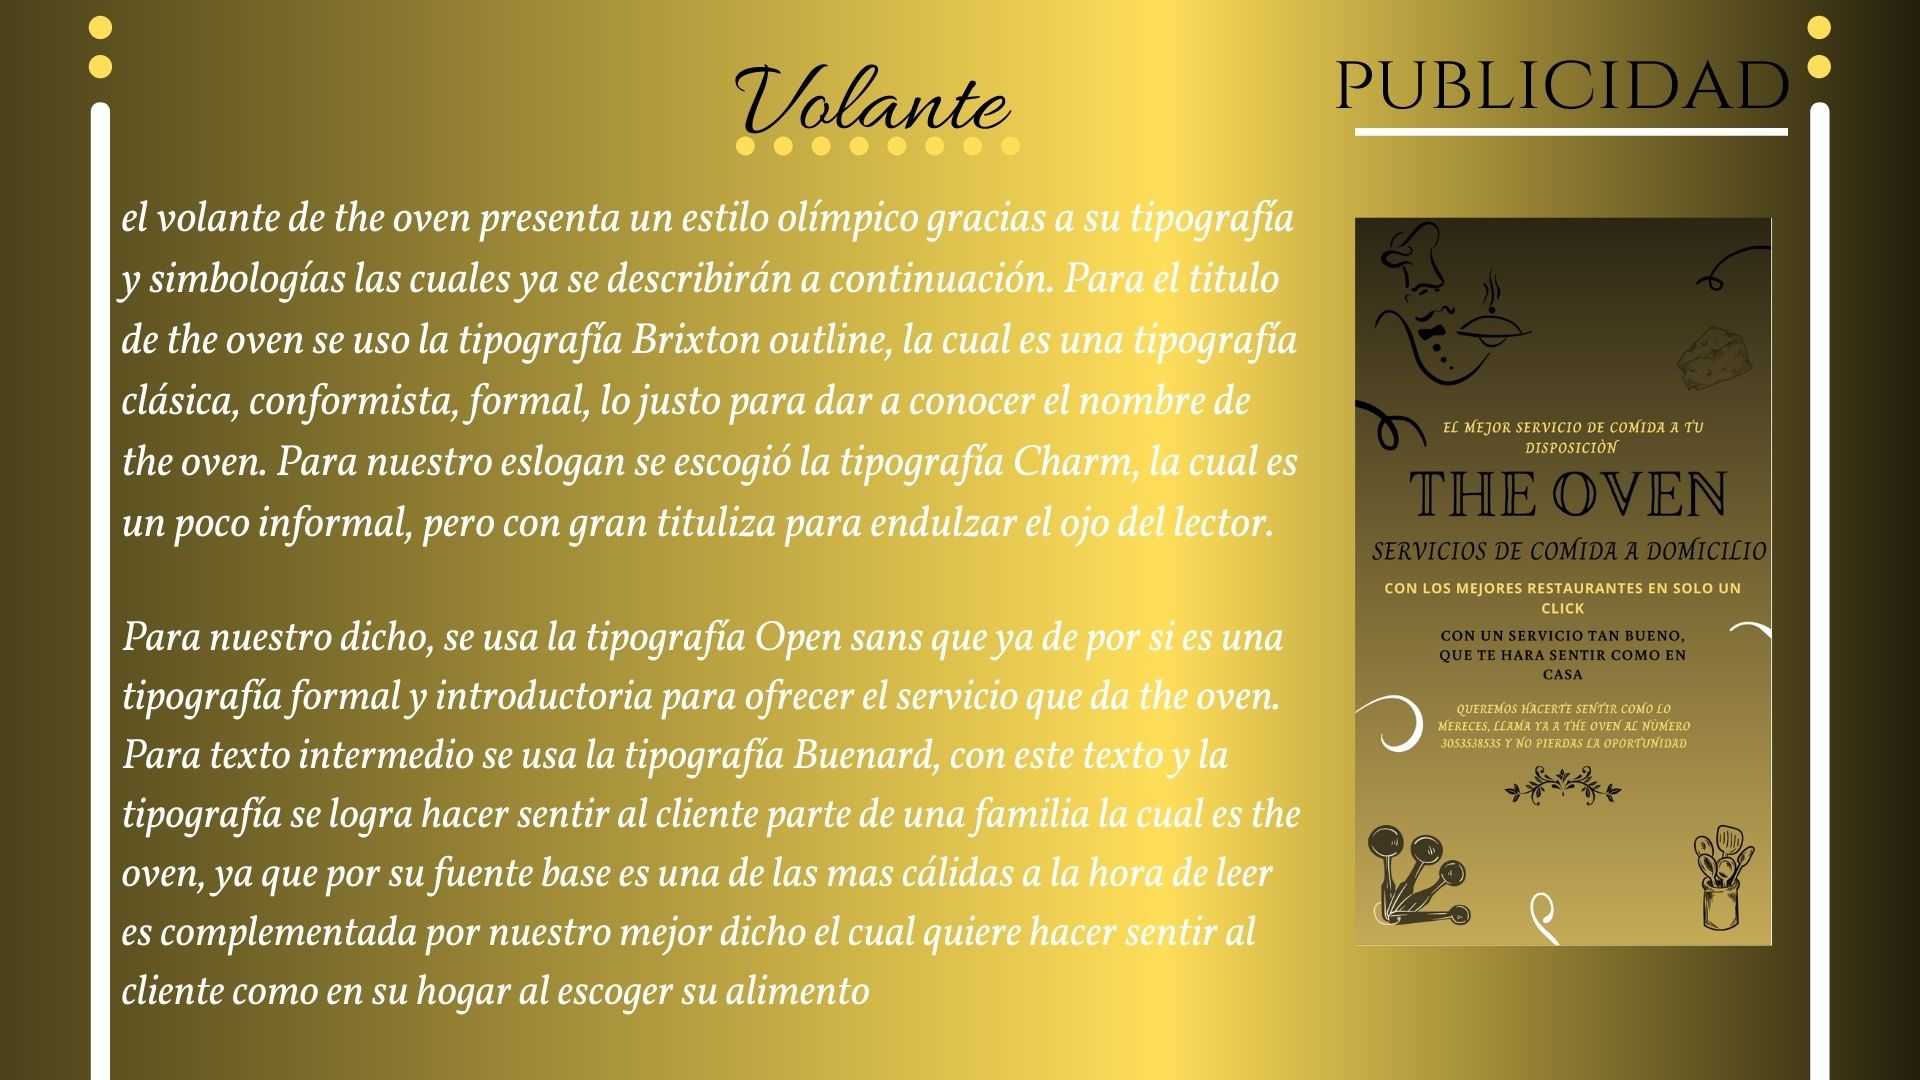 Volante
PUBLICIDAD
el volante de the oven presenta un estilo olímpico gracias a su tipografía
y simbologías las cuales ya se describirán a continuación. Para el titulo
de the oven se uso la tipografía Brixton outline, la cual es una tipografía
clásica, conformista, formal, lo justo para dar a conocer el nombre de
the oven. Para nuestro eslogan se escogió la tipografía Charm, la cual es
un poco informal, pero con gran tituliza para endulzar el ojo del lector.
Para nuestro dicho, se usa la tipografía Open sans que ya de por si es una
tipografía formal y introductoria para ofrecer el servicio que da the oven.
Para texto intermedio se usa la tipografía Buenard, con este texto y la
tipografía se logra hacer sentir al cliente parte de una familia la cual es the
oven, ya que por su fuente base es una de las mas cálidas a la hora de leer
es complementada por nuestro mejor dicho el cual quiere hacer sentir al
cliente como en su hogar al escoger su alimento
EL MEJOR SERVICIO DE COMIDA A TU
DISPOSICIÒN
THE OVEN
SERVICIOS DE COMIDA A DOMICILIO
CON LOS MEJORES RESTAURANTES EN SOLO UN
CLICK
CON UN SERVICIO TAN BUENO,
QUE TE HARA SENTIR COMO EN
CASA
QUEREMOS HACERTE SENTIR COMO LO
MERECES, LLAMA YA A THE OVEN AL NÙMERO
3053538535 Y NO PIERDAS LA OPORTUNIDAD